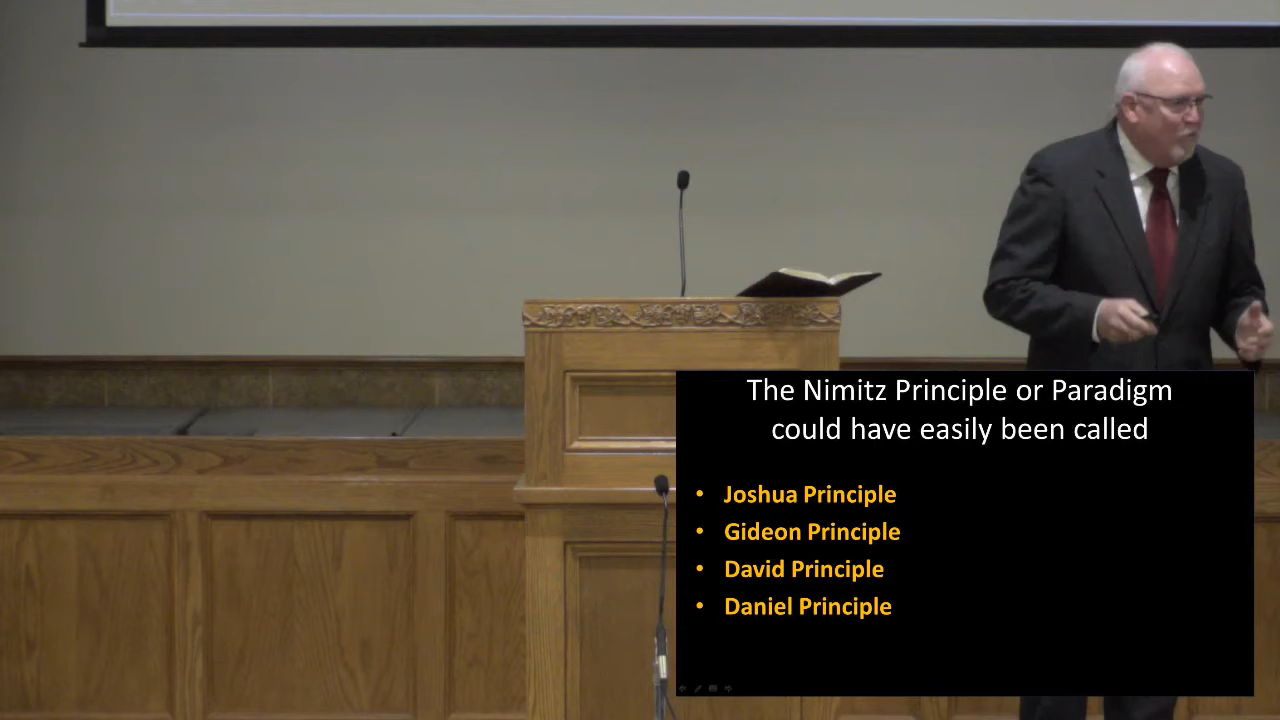 The Nimitz Principle or Paradigm
could have easily been called
• Joshua Principle
• Gideon Principle
• David Principle
• Daniel Principle